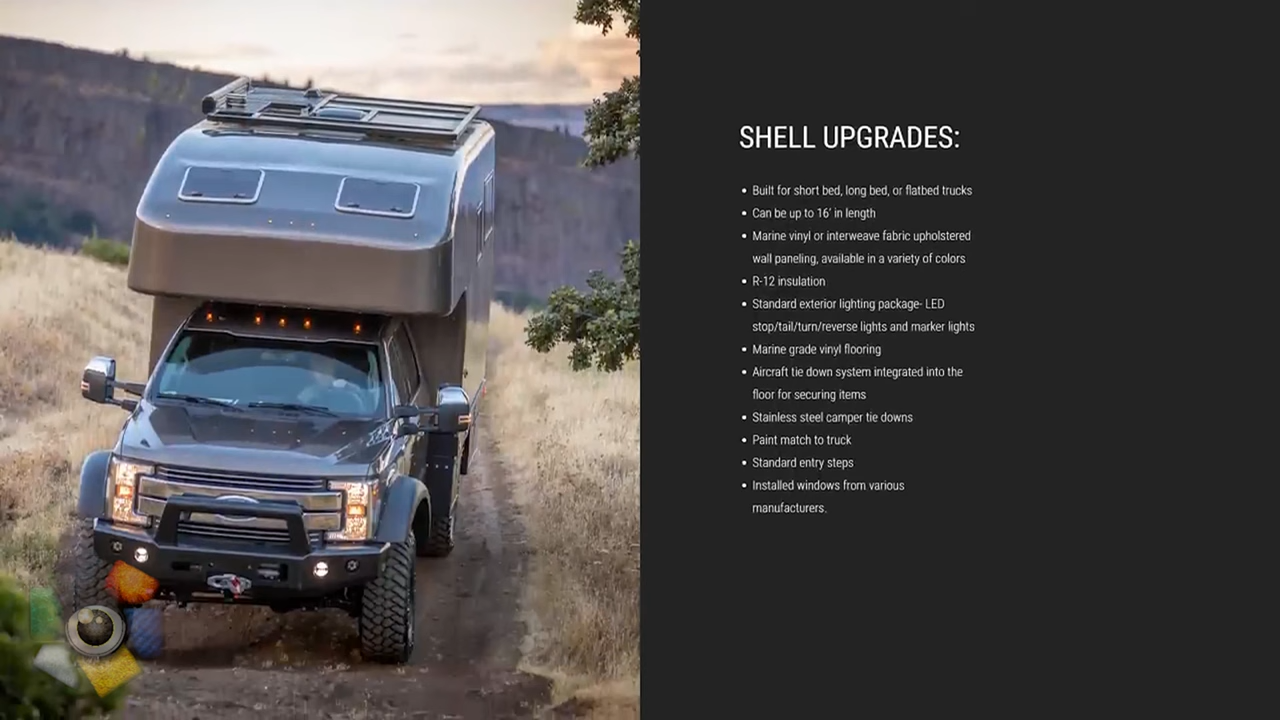 SHELL UPGRADES:
• Built for short bed, long bed, or flatbed trucks
• Can be up to 16' in length
• Marine vinyl or interweave fabric upholstered
wall paneling, available in a variety of colors
• R-12 insulation
• Standard exterior lighting package- LED
stop/tail/turn/reverse lights and marker lights
• Marine grade vinyl flooring
• Aircraft tie down system integrated into the
floor for securing items
• Stainless steel camper tie downs
• Paint match to truck
• Standard entry steps
• Installed windows from various
manufacturers.